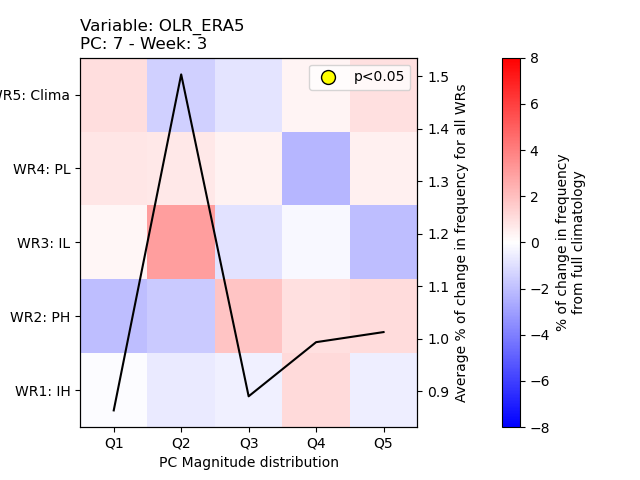 Variable: OLR_ERA5
PC: 7 - Week: 3
p<0.05
WR5: Clima
WR4: PL
WR3: IL
WR2: PH
WR1: IH
Q1 Q2 Q3 Q4 Q5
PC Magnitude distribution
1.5
1.4
1.3
1.2
1.1
1.0
0.9
Average % of change in frequency for all WRs
8
6
4
2
0
−2
−4
−6
−8
% of change in frequency
from full climatology